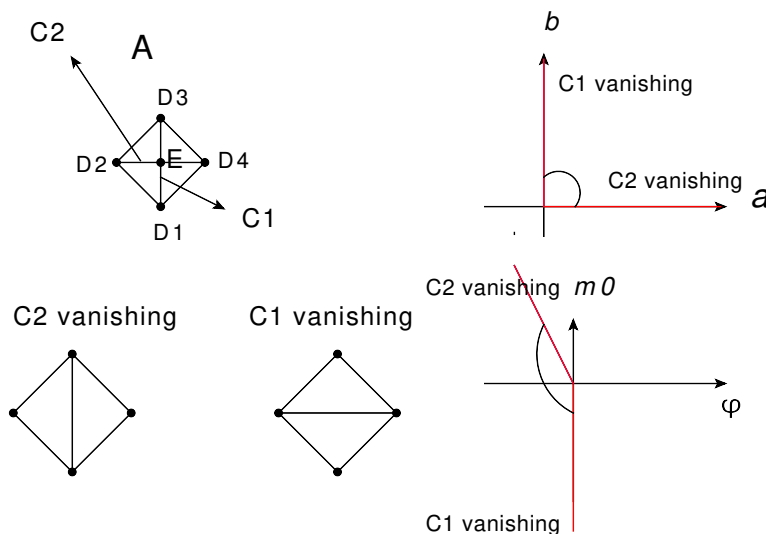 C2
A
D3
D2
E
D4
C1
D1
b
C1 vanishing
C2 vanishing
a
C2 vanishing
C1 vanishing
C2 vanishing
m0
φ
C1 vanishing